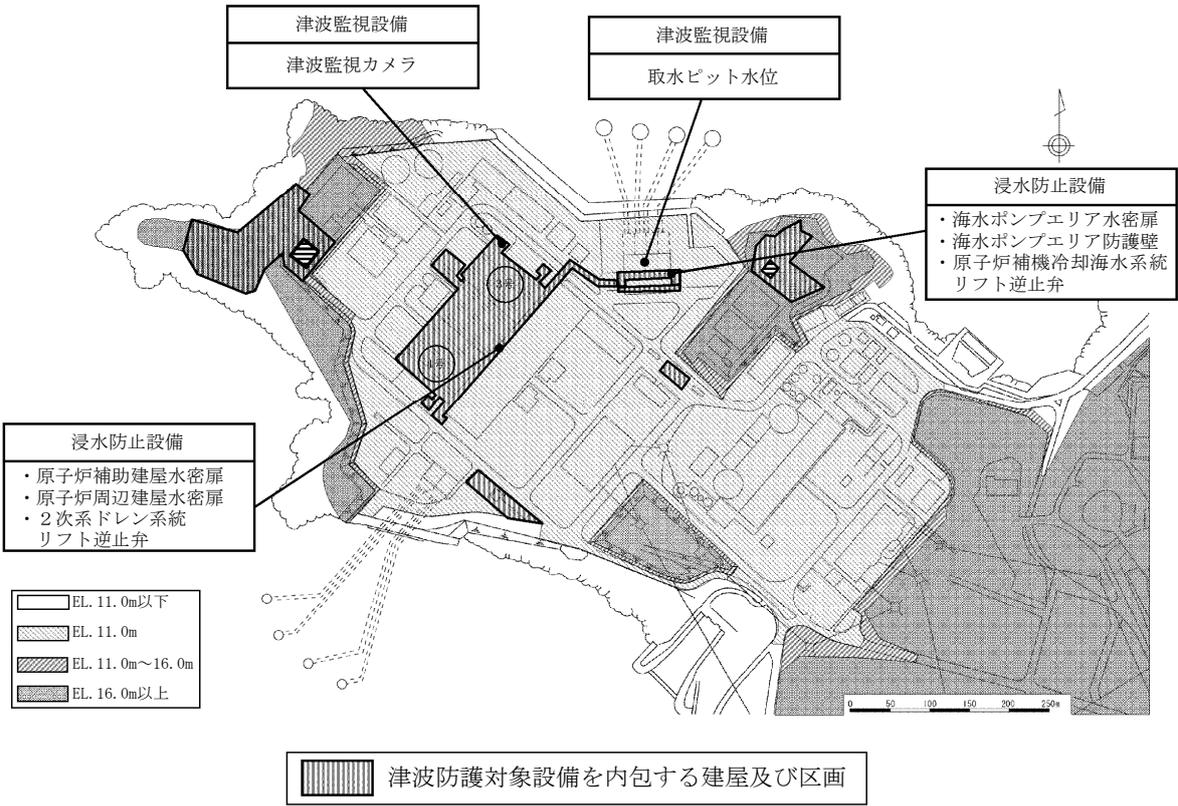 津波監視設備
津波監視カメラ
津波監視設備
取水ピット水位
浸水防止設備
・海水ポンプエリア水密扉
・海水ポンプエリア防護壁
・原子炉補機冷却海水系統
リフト逆止弁
3号
4号
浸水防止設備
・原子炉補助建屋水密扉
・原子炉周辺建屋水密扉
・２次系ドレン系統
リフト逆止弁
EL.11.0m以下
EL.11.0m
EL.11.0m～16.0m
EL.16.0m以上
0 50 100 150 200 250m
津波防護対象設備を内包する建屋及び区画